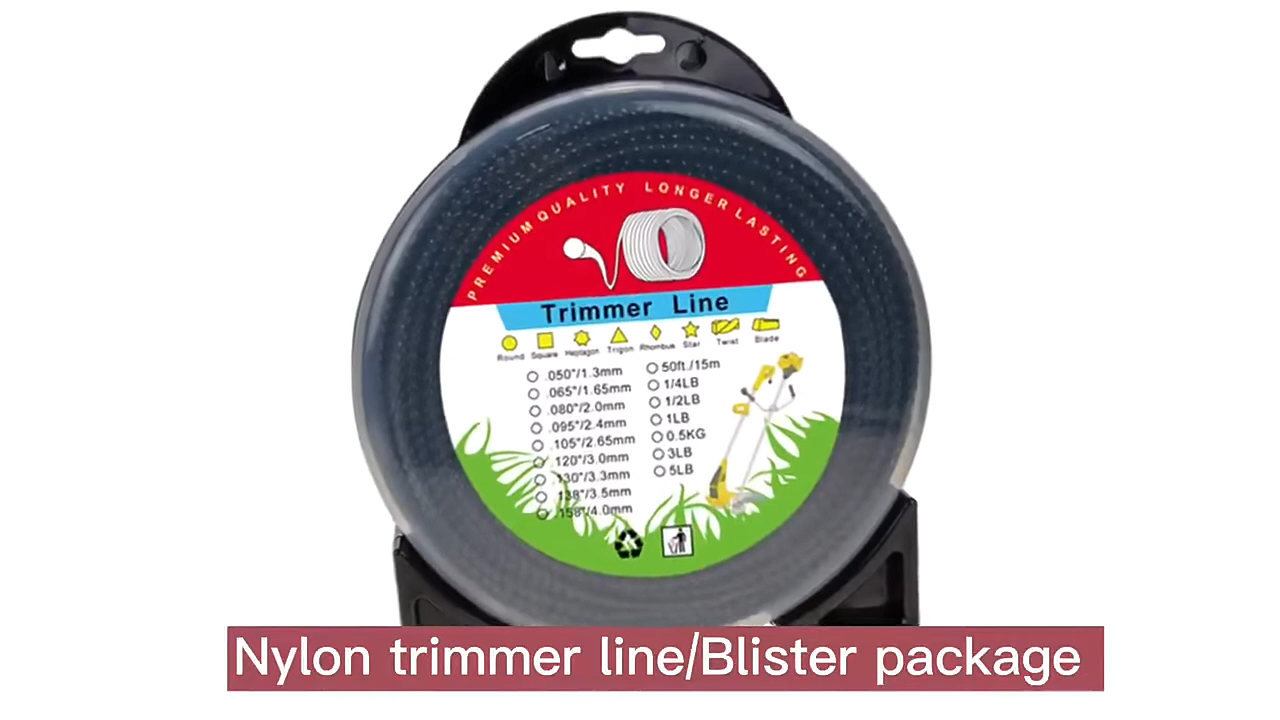 PREMIUM QUALITY LONGER LASTING
Trimmer Line
Round Square Heptagon Trigon Rhombus Star Twist Blade
.050"/1.3mm
.065"/1.65mm
.080"/2.0mm
.095"/2.4mm
.105"/2.65mm
.120"/3.0mm
.130"/3.3mm
.138"/3.5mm
.158"/4.0mm
50ft./15m
1/4LB
1/2LB
1LB
0.5KG
3LB
5LB
Nylon trimmer line/Blister package